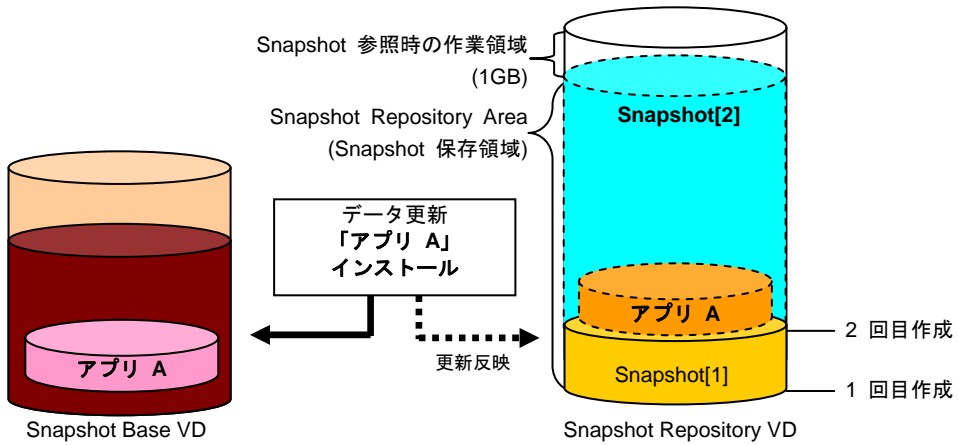 Snapshot 参照時の作業領域
(1GB)
Snapshot Repository Area
(Snapshot 保存領域)
Snapshot[2]
データ更新
「アプリ A」
インストール
アプリ A
アプリ A
更新反映
2 回目作成
Snapshot[1]
1 回目作成
Snapshot Base VD
Snapshot Repository VD